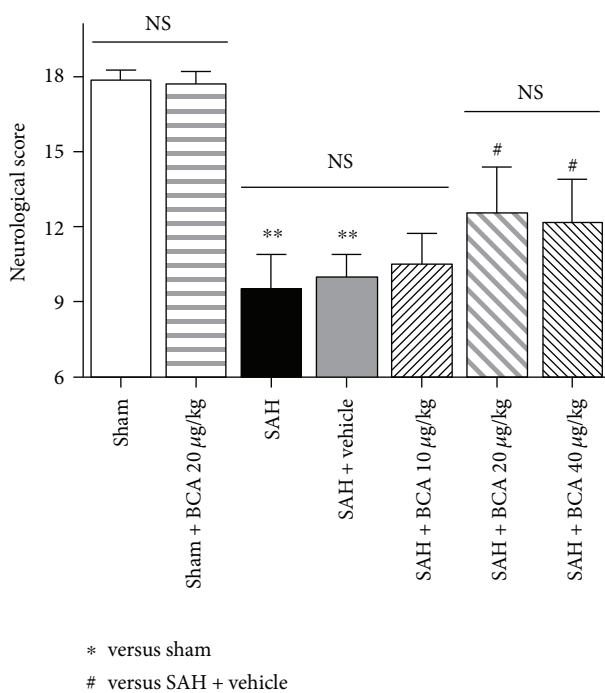 NS
18
15
12
9
6
Neurological score
NS
NS
**
**
#
#
Sham
Sham + BCA 20 μg/kg
SAH
SAH + vehicle
SAH + BCA 10 μg/kg
SAH + BCA 20 μg/kg
SAH + BCA 40 μg/kg
* versus sham
# versus SAH + vehicle